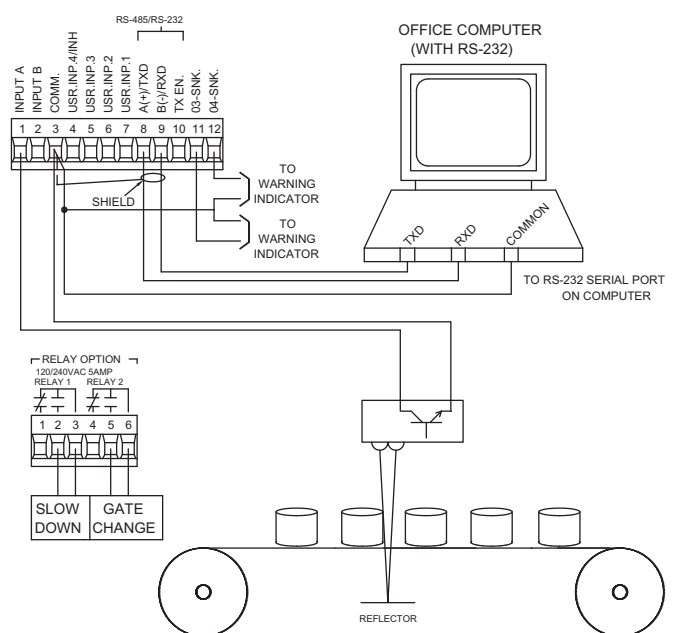 RS-485/RS-232
INPUT A
INPUT B
COMM.
USR.INP.4/INH
USR.INP.3
USR.INP.2
USR.INP.1
A(+)/TXD
B(-)/RXD
TX EN.
03-SNK.
04-SNK.
1 2 3 4 5 6 7 8 9 10 11 12
SHIELD
TO
WARNING
INDICATOR
TO
WARNING
INDICATOR
OFFICE COMPUTER
(WITH RS-232)
TXD
RXD
COMMON
TO RS-232 SERIAL PORT
ON COMPUTER
RELAY OPTION
120/240VAC 5AMP
RELAY 1 RELAY 2
1 2 3 4 5 6
SLOW
DOWN
GATE
CHANGE
REFLECTOR